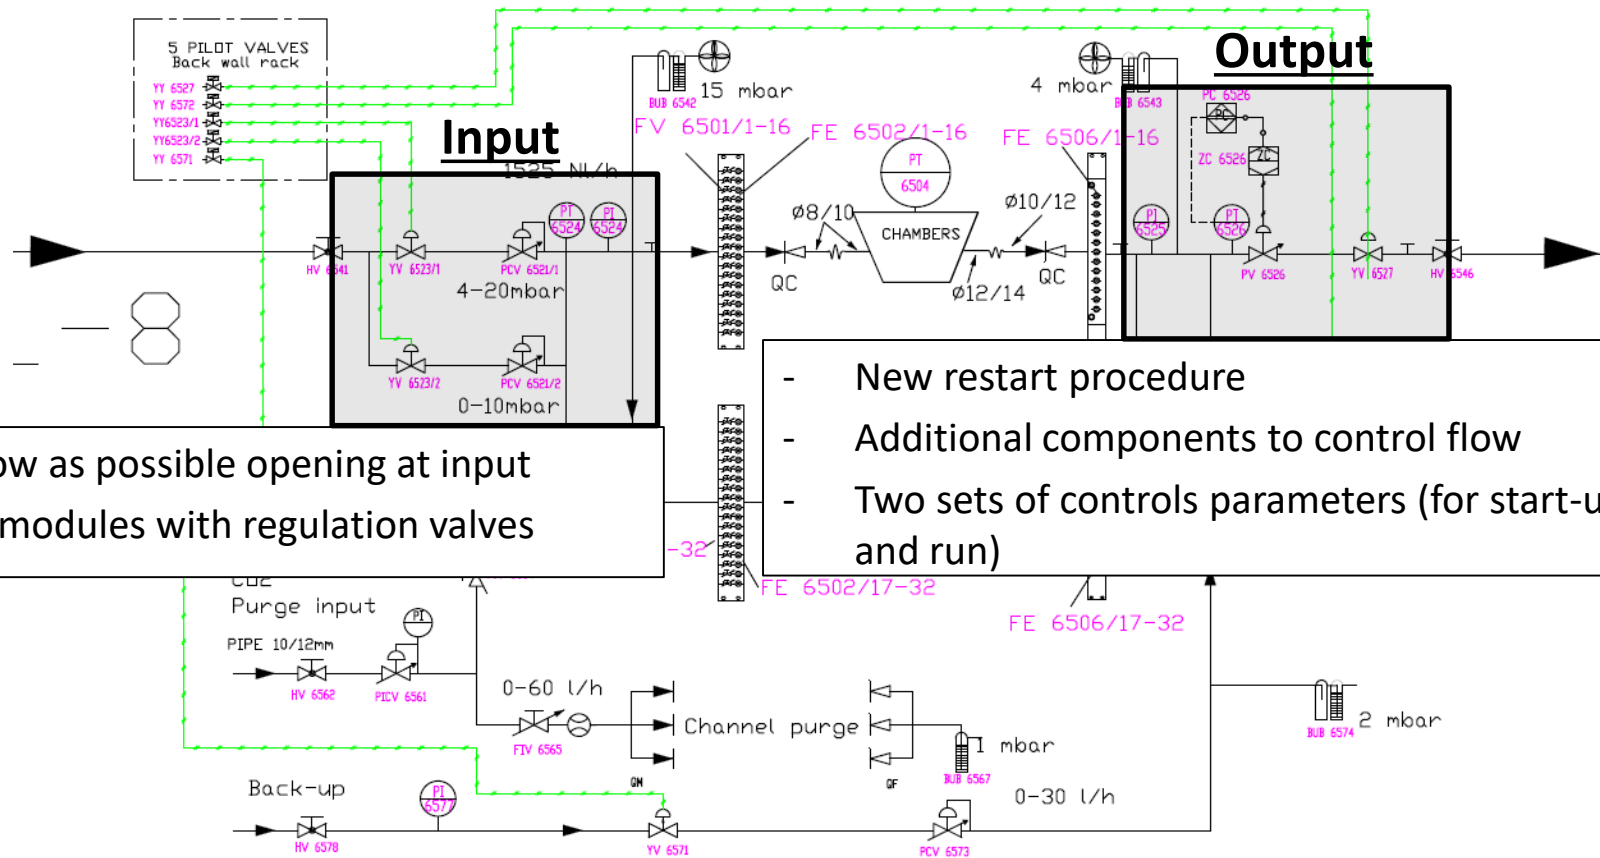 5 PILOT VALVES
Back wall rack
YY 6527
YY 6572
YY6523/1
YY6523/2
YY 6571
Input
1525 Nl/h
BUB 6542
15 mbar
FV 6501/1-16
FE 6502/1-16
PT
6504
CHAMBERS
Ø8/10
QC
Ø10/12
Ø12/14
QC
4 mbar
BUB 6543
FE 6506/1-16
Output
PC 6526
PC
ZC 6526
ZC
PI
6525
PT
6526
PV 6526
YV 6527
HV 6546
HV 6541
YV 6523/1
PCV 6521/1
PT
6524
PI
6524
4-20mbar
YV 6523/2
PCV 6521/2
0-10mbar
8
ow as possible opening at input
modules with regulation valves
- New restart procedure
- Additional components to control flow
- Two sets of controls parameters (for start-u
and run)
-32
FE 6502/17-32
FE 6506/17-32
CO2
Purge input
PIPE 10/12mm
PI
HV 6562
PICV 6561
0-60 l/h
FIV 6565
Channel purge
QM
QF
1 mbar
BUB 6567
BUB 6574
2 mbar
Back-up
PI
6577
HV 6578
YV 6571
PCV 6573
0-30 l/h